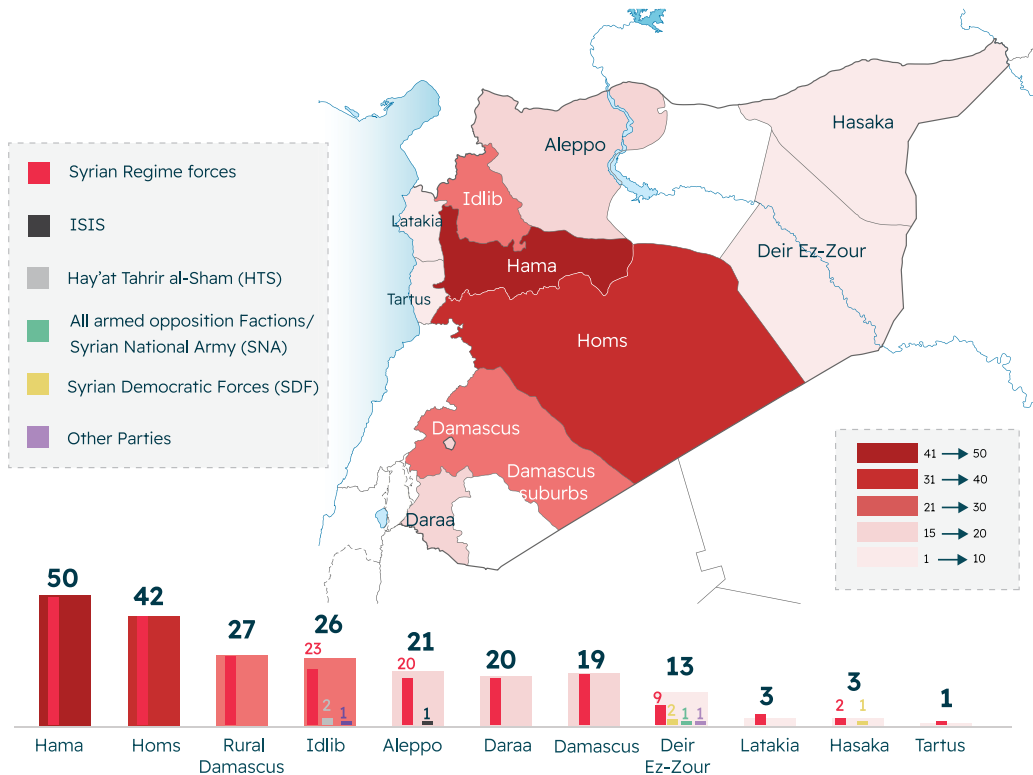 Syrian Regime forces
ISIS
Hay'at Tahrir al-Sham (HTS)
All armed opposition Factions/
Syrian National Army (SNA)
Syrian Democratic Forces (SDF)
Other Parties
Hasaka
Aleppo
Idlib
Latakia
Deir Ez-Zour
Hama
Tartus
Homs
Damascus
Damascus
suburbs
Daraa
41 50
31 40
21 30
15 20
1 10
50
42
27
26
23
2
1
21
20
1
20
19
13
9
2
1
1
3
3
2
1
1
Hama
Homs
Rural
Damascus
Idlib
Aleppo
Daraa
Damascus
Deir
Ez-Zour
Latakia
Hasaka
Tartus